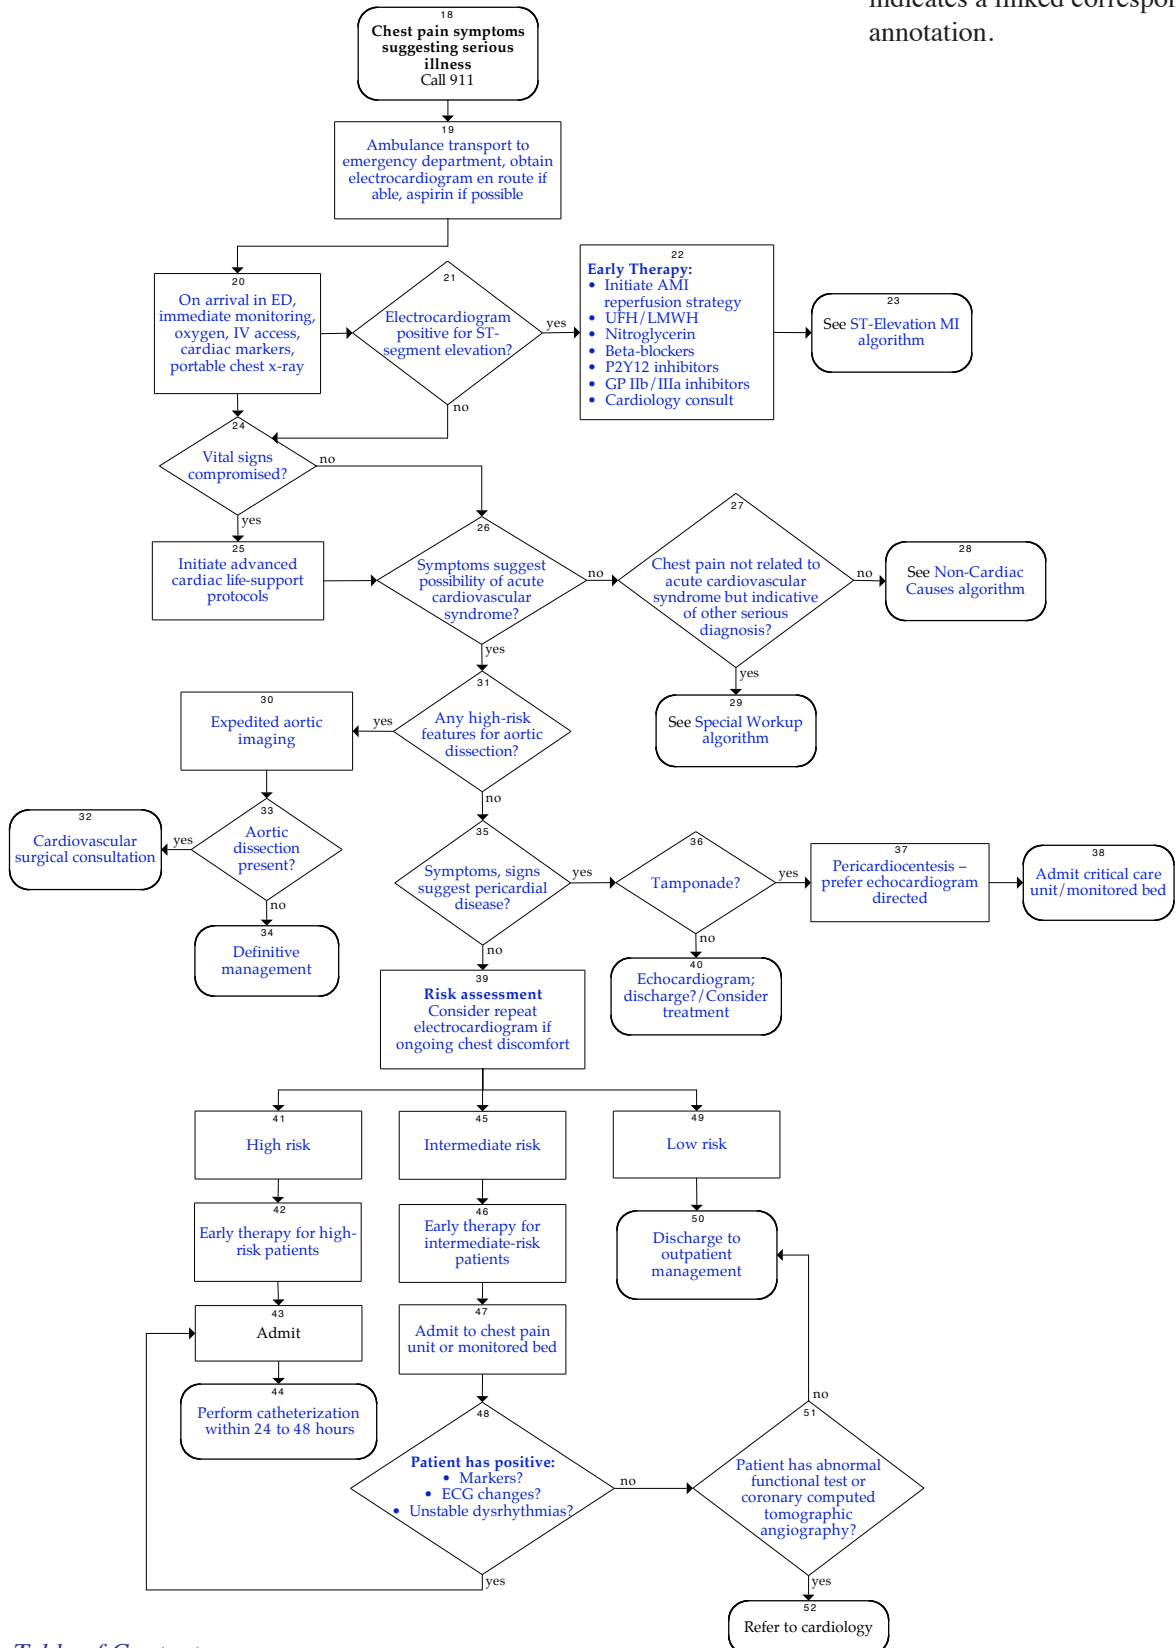 indicates a linked correspon
annotation.
18
Chest pain symptoms
suggesting serious
illness
Call 911
19
Ambulance transport to
emergency department, obtain
electrocardiogram en route if
able, aspirin if possible
20
On arrival in ED,
immediate monitoring,
oxygen, IV access,
cardiac markers,
portable chest x-ray
21
Electrocardiogram
positive for ST-
segment elevation?
yes
no
22
Early Therapy:
• Initiate AMI
reperfusion strategy
• UFH/LMWH
• Nitroglycerin
• Beta-blockers
• P2Y12 inhibitors
• GP IIb/IIIa inhibitors
• Cardiology consult
23
See ST-Elevation MI
algorithm
24
Vital signs
compromised?
no
yes
25
Initiate advanced
cardiac life-support
protocols
26
Symptoms suggest
possibility of acute
cardiovascular
syndrome?
no
yes
27
Chest pain not related to
acute cardiovascular
syndrome but indicative
of other serious
diagnosis?
no
yes
28
See Non-Cardiac
Causes algorithm
29
See Special Workup
algorithm
30
Expedited aortic
imaging
31
Any high-risk
features for aortic
dissection?
yes
no
32
Cardiovascular
surgical consultation
33
Aortic
dissection
present?
yes
no
34
Definitive
management
35
Symptoms, signs
suggest pericardial
disease?
yes
no
36
Tamponade?
yes
no
37
Pericardiocentesis –
prefer echocardiogram
directed
38
Admit critical care
unit/monitored bed
39
Risk assessment
Consider repeat
electrocardiogram if
ongoing chest discomfort
40
Echocardiogram;
discharge?/Consider
treatment
41
High risk
45
Intermediate risk
49
Low risk
42
Early therapy for high-
risk patients
46
Early therapy for
intermediate-risk
patients
50
Discharge to
outpatient
management
43
Admit
47
Admit to chest pain
unit or monitored bed
44
Perform catheterization
within 24 to 48 hours
48
Patient has positive:
• Markers?
• ECG changes?
• Unstable dysrhythmias?
no
yes
no
51
Patient has abnormal
functional test or
coronary computed
tomographic
angiography?
yes
52
Refer to cardiology